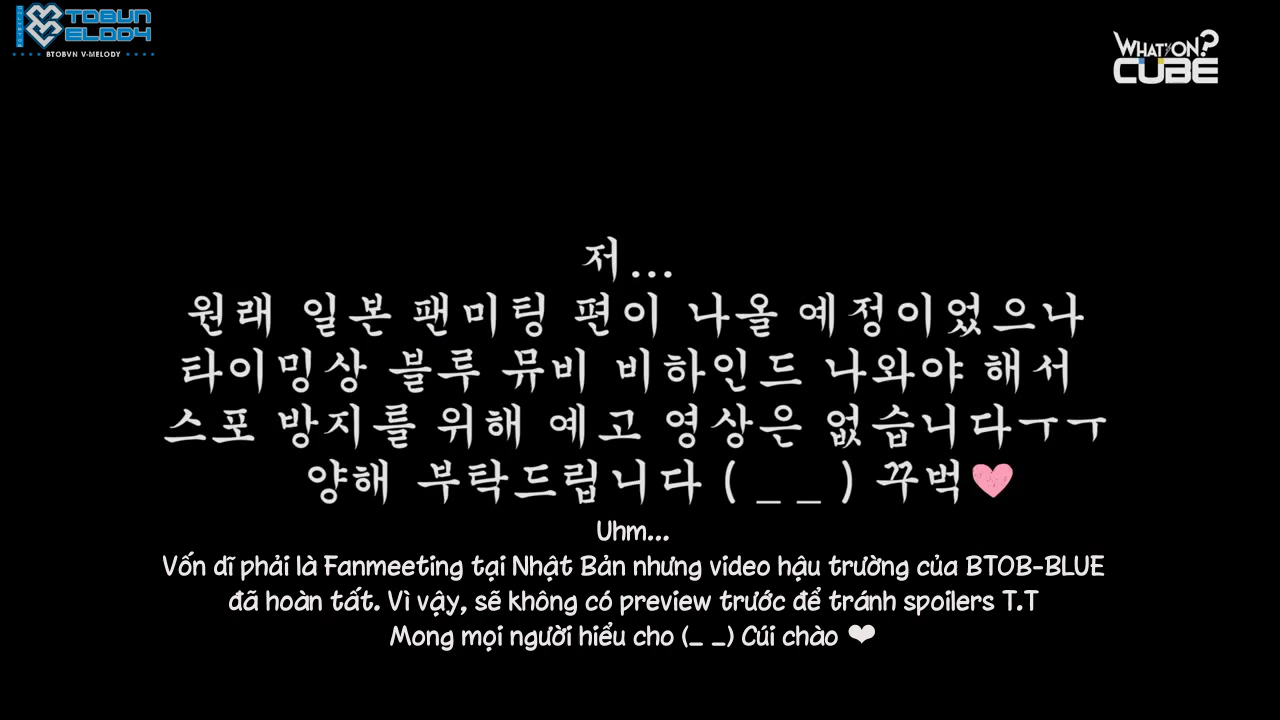 TOBVN
MELODY
BTOBVN V-MELODY
WHAT'S ON?
CUBE
저...
원래 일본 팬미팅 편이 나올 예정이었으나
타이밍상 블루 뮤비 비하인드 나와야 해서
스포 방지를 위해 예고 영상은 없습니다ㅜㅜ
양해 부탁드립니다 ( _ _ ) 꾸벅
Uhm...
Vốn dĩ phải là Fanmeeting tại Nhật Bản nhưng video hậu trường của BTOB-BLUE
đã hoàn tất. Vì vậy, sẽ không có preview trước để tránh spoilers T.T
Mong mọi người hiểu cho (_ _) Cúi chào ❤